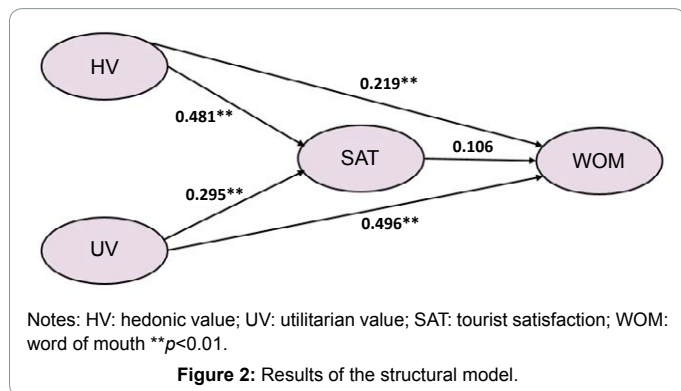 HV
0.219**
0.481**
SAT
0.106
WOM
0.295**
0.496**
UV
Notes: HV: hedonic value; UV: utilitarian value; SAT: tourist satisfaction; WOM:
word of mouth **p<0.01.
Figure 2: Results of the structural model.